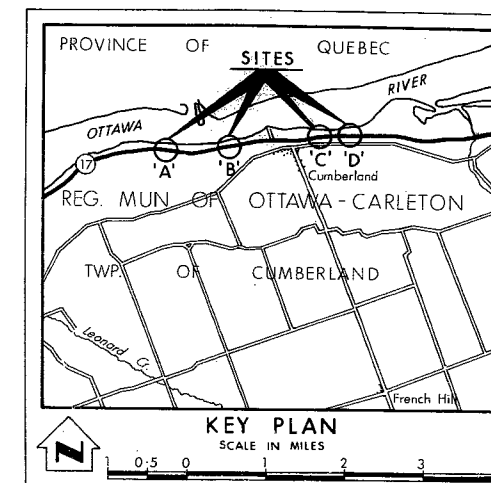 PROVINCE OF QUEBEC
SITES
RIVER
OTTAWA
17
'A' 'B' 'C' 'D'
Cumberland
REG. MUN OF OTTAWA - CARLETON
TWP. OF CUMBERLAND
Leonard Cr.
French Hill
KEY PLAN
SCALE IN MILES
N
1 0·5 0 1 2 3